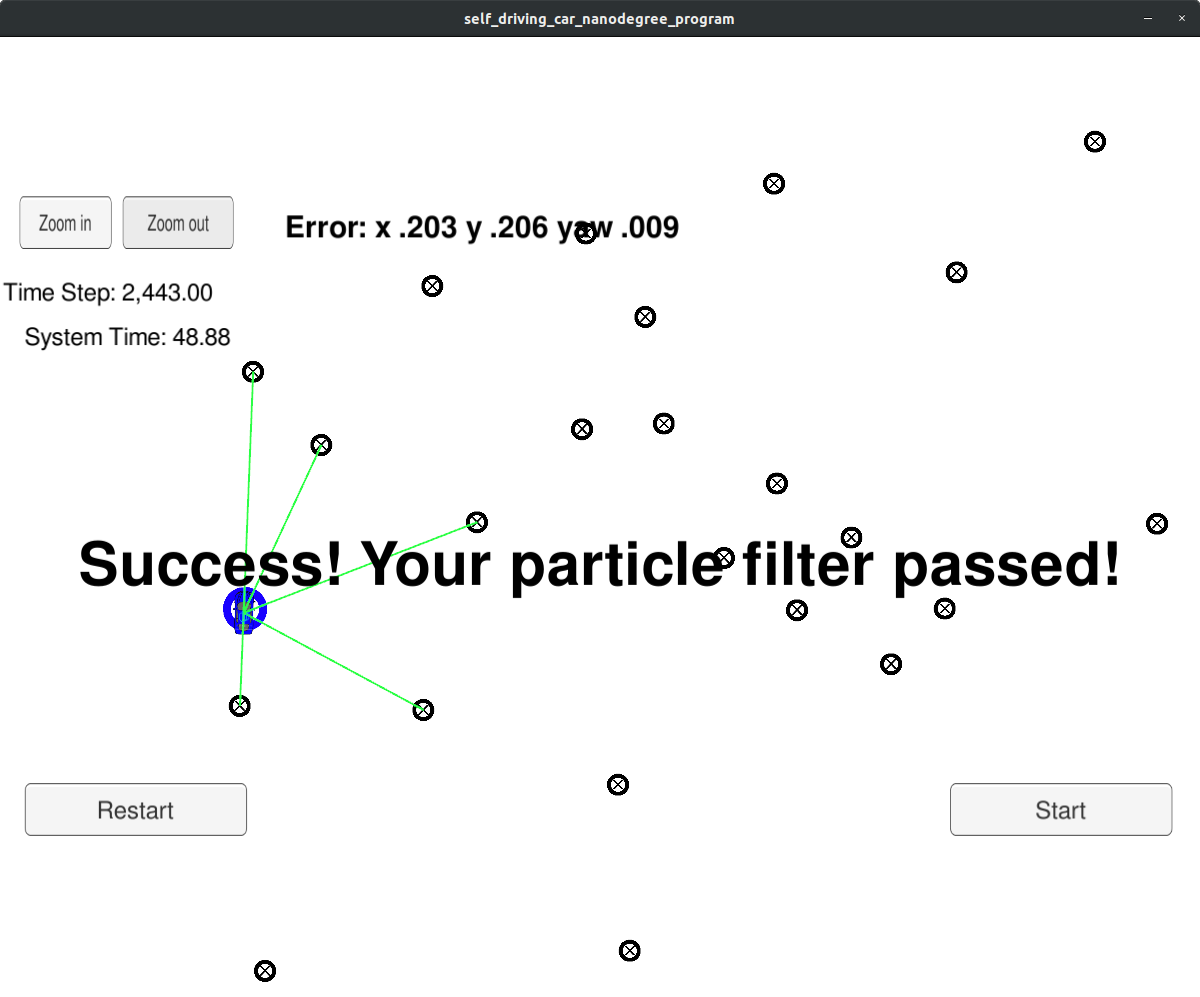 self_driving_car_nanodegree_program
Zoom in
Zoom out
Error: x .203 y .206 yaw .009
Time Step: 2,443.00
System Time: 48.88
Success! Your particle filter passed!
Restart
Start